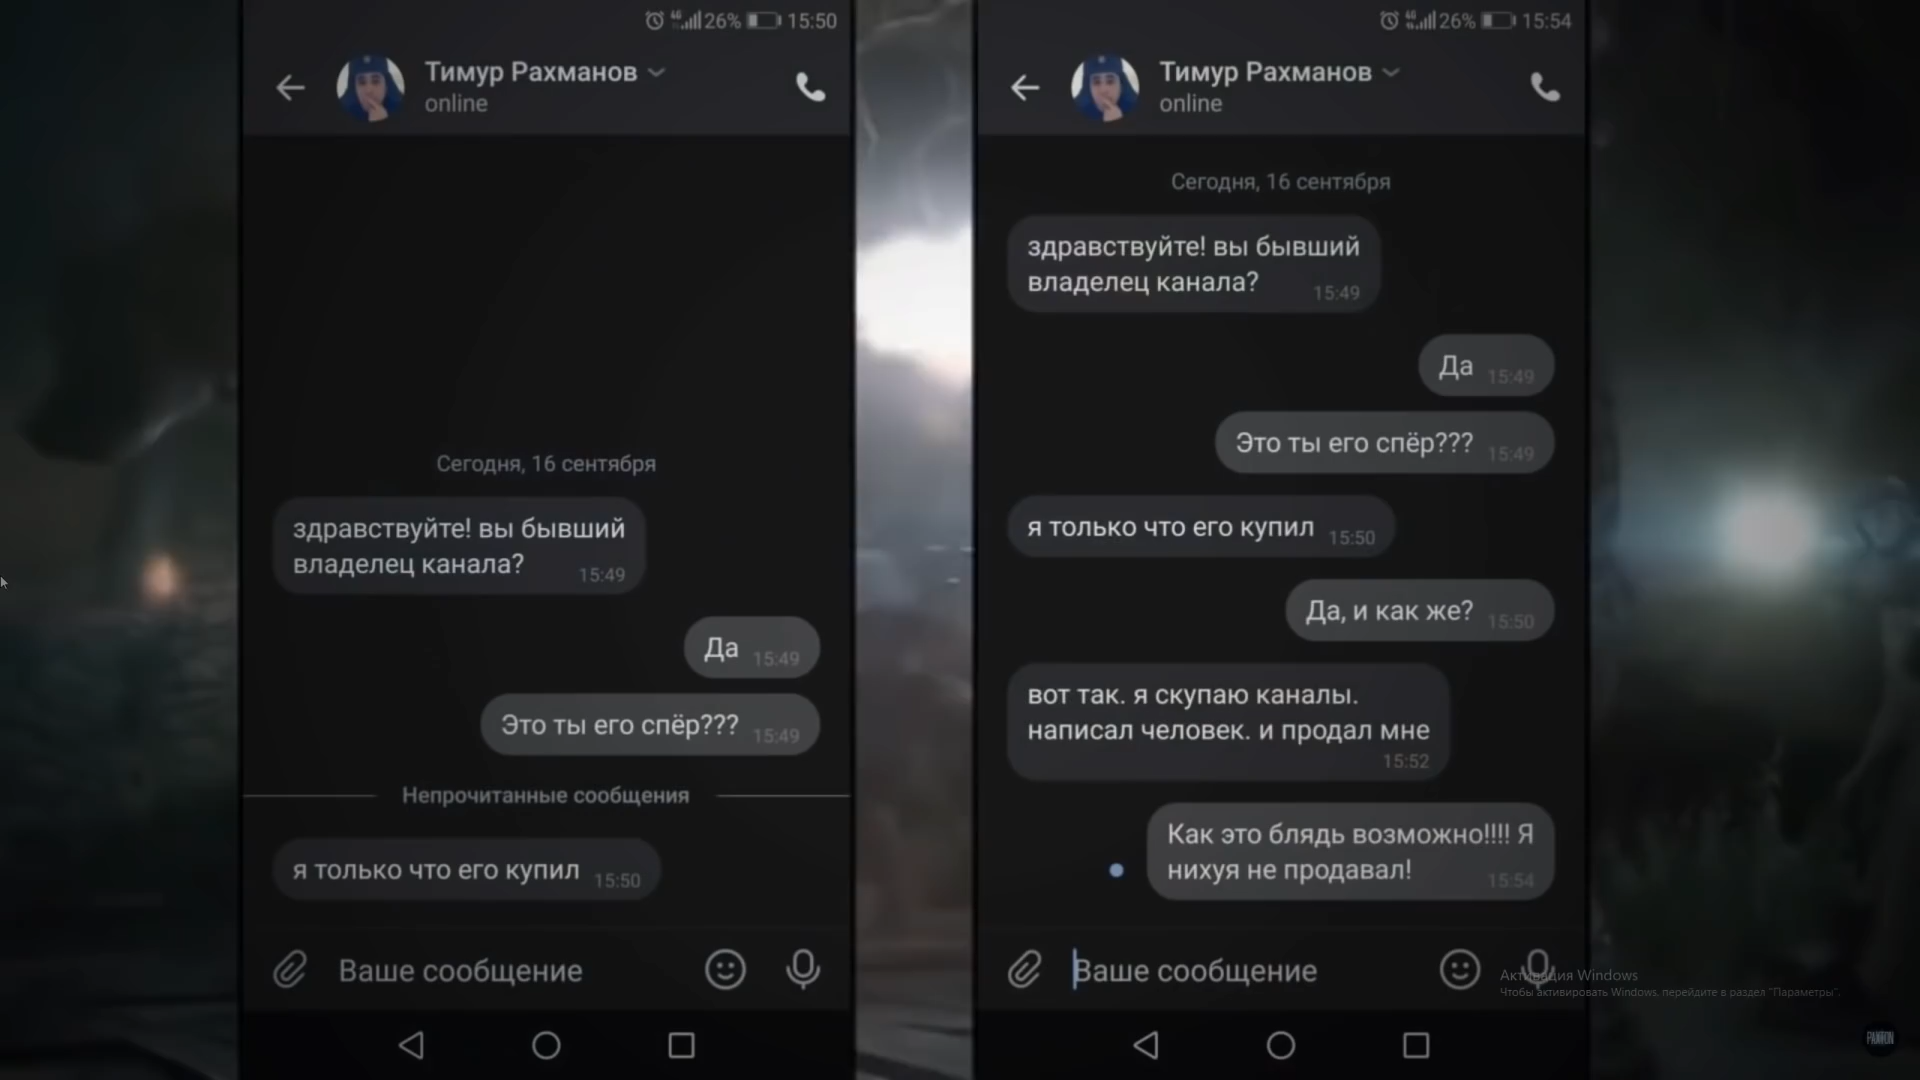 26% 15:50
Тимур Рахманов
online
Сегодня, 16 сентября
здравствуйте! вы бывший
владелец канала? 15:49
Да 15:49
Это ты его спёр??? 15:49
Непрочитанные сообщения
я только что его купил 15:50
Ваше сообщение
26% 15:54
Тимур Рахманов
online
Сегодня, 16 сентября
здравствуйте! вы бывший
владелец канала? 15:49
Да 15:49
Это ты его спёр??? 15:49
я только что его купил 15:50
Да, и как же? 15:50
вот так. я скупаю каналы.
написал человек. и продал мне
15:52
Как это блядь возможно!!!! Я
нихуя не продавал! 15:54
Ваше сообщение
Активация Windows
Чтобы активировать Windows, перейдите в раздел "Параметры".